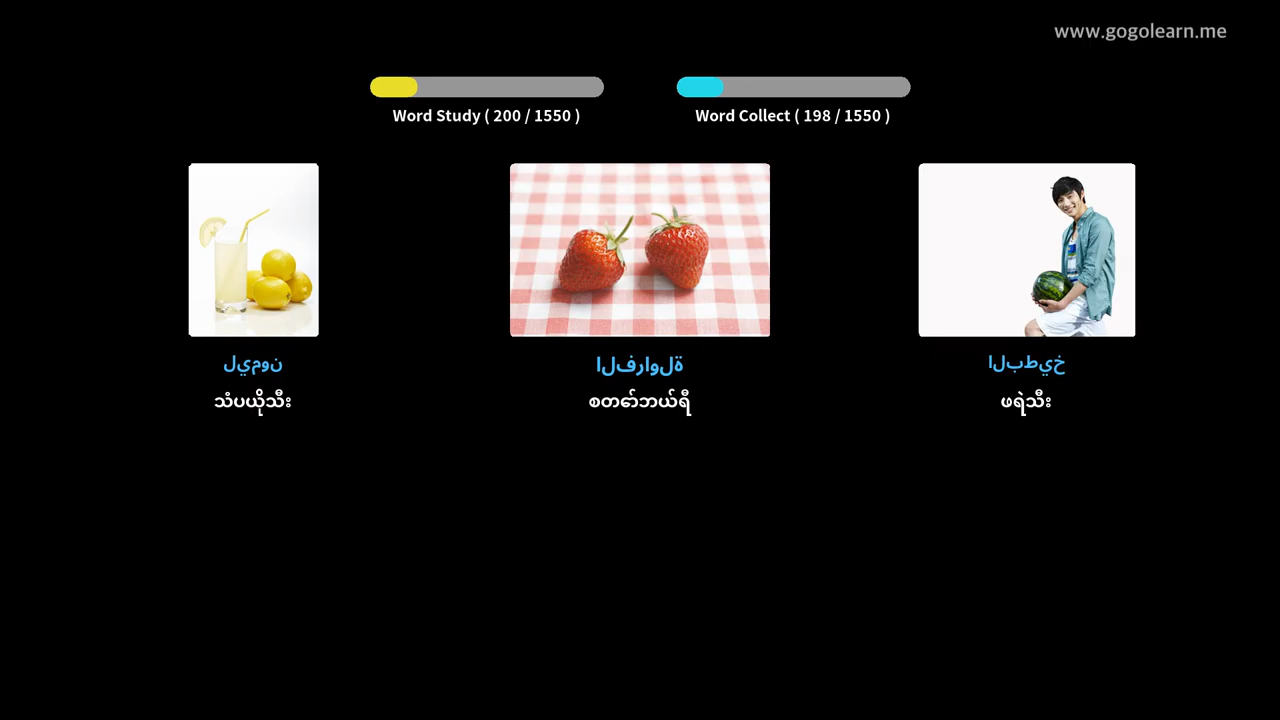 www.gogolearn.me
Word Study ( 200 / 1550 )
Word Collect ( 198 / 1550 )
ليمون
သံပယိုသီး
الفراولة
စတော်ဘယ်ရီ
البطيخ
ဖရဲသီး